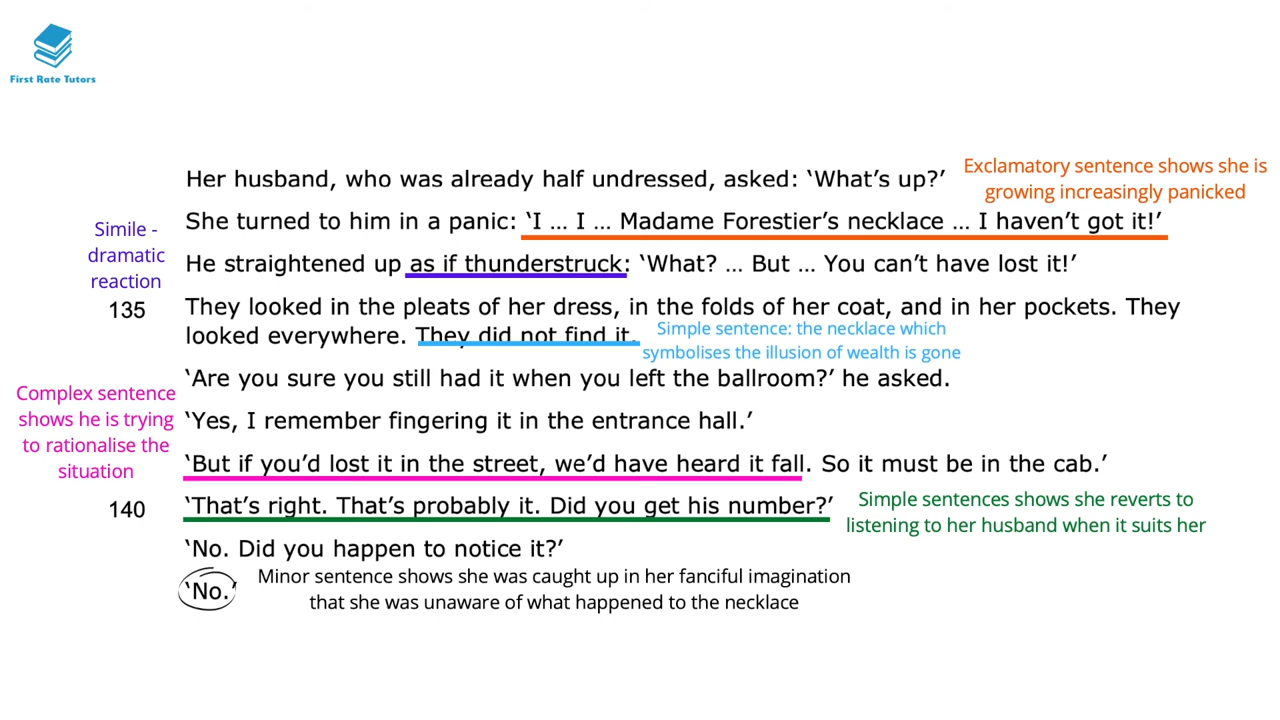 First Rate Tutors
Exclamatory sentence shows she is
growing increasingly panicked
Her husband, who was already half undressed, asked: ‘What’s up?’
She turned to him in a panic: ‘I ... I ... Madame Forestier’s necklace ... I haven’t got it!’
Simile -
dramatic
reaction
He straightened up as if thunderstruck: ‘What? ... But ... You can’t have lost it!’
135
They looked in the pleats of her dress, in the folds of her coat, and in her pockets. They
looked everywhere. They did not find it.
Simple sentence: the necklace which
symbolises the illusion of wealth is gone
‘Are you sure you still had it when you left the ballroom?’ he asked.
Complex sentence
shows he is trying
to rationalise the
situation
‘Yes, I remember fingering it in the entrance hall.’
‘But if you’d lost it in the street, we’d have heard it fall. So it must be in the cab.’
140
‘That’s right. That’s probably it. Did you get his number?’
Simple sentences shows she reverts to
listening to her husband when it suits her
‘No. Did you happen to notice it?’
‘No.’
Minor sentence shows she was caught up in her fanciful imagination
that she was unaware of what happened to the necklace